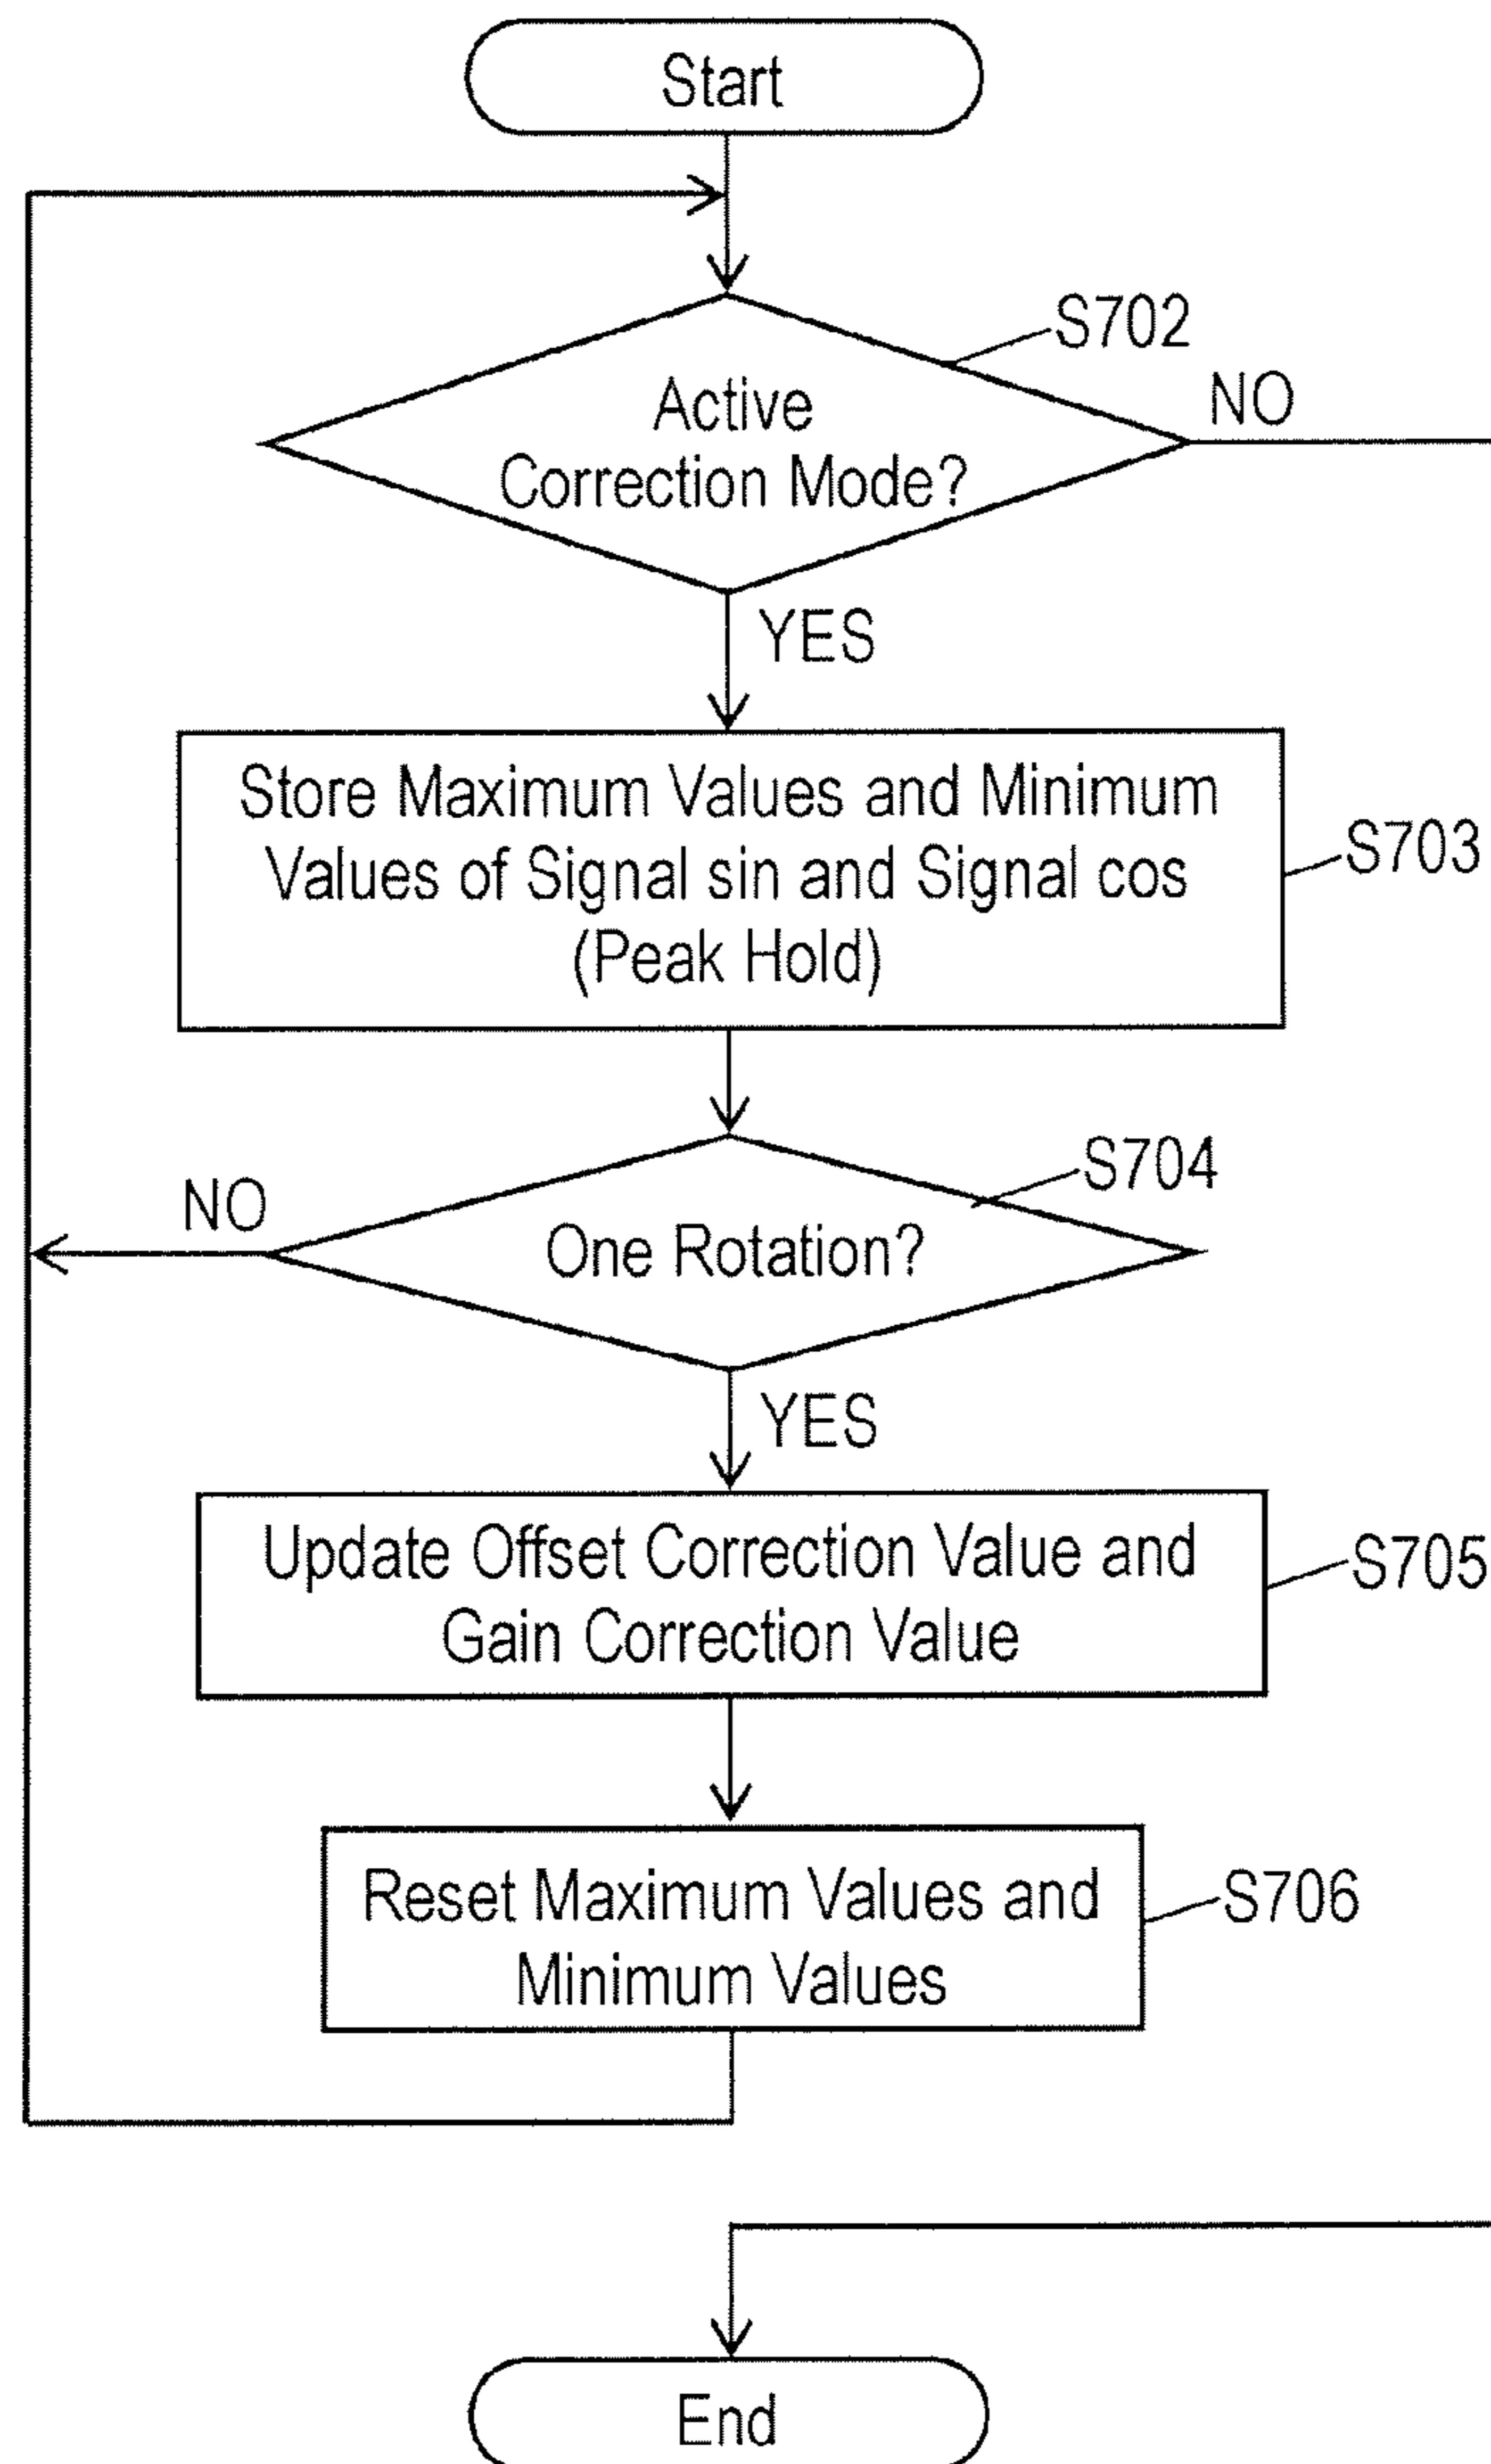 Start
S702
NO
Active
Correction Mode?
YES
Store Maximum Values and Minimum
Values of Signal sin and Signal cos
(Peak Hold)
S703
S704
NO
One Rotation?
YES
Update Offset Correction Value and
Gain Correction Value
S705
Reset Maximum Values and
Minimum Values
S706
End